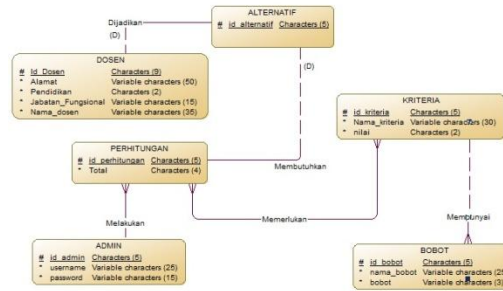 ALTERNATIF
# id_alternatif Characters (5)
Dijadikan
(D)
(D)
DOSEN
# Id_Dosen Characters (9)
* Alamat Variable characters (50)
* Pendidikan Characters (2)
* Jabatan_Fungsional Variable characters (15)
* Nama_dosen Variable characters (35)
KRITERIA
# id_kriteria Characters (5)
* Nama_kriteria Variable characters (30)
* nilai Characters (2)
PERHITUNGAN
# id_perhitungan Characters (5)
* Total Characters (4)
Membutuhkan
Memerlukan
Melakukan
Mempunyai
ADMIN
# id_admin Characters (5)
* username Variable characters (25)
* password Variable characters (15)
BOBOT
# id_bobot Characters (5)
* nama_bobot Variable characters
* bobot Variable characters